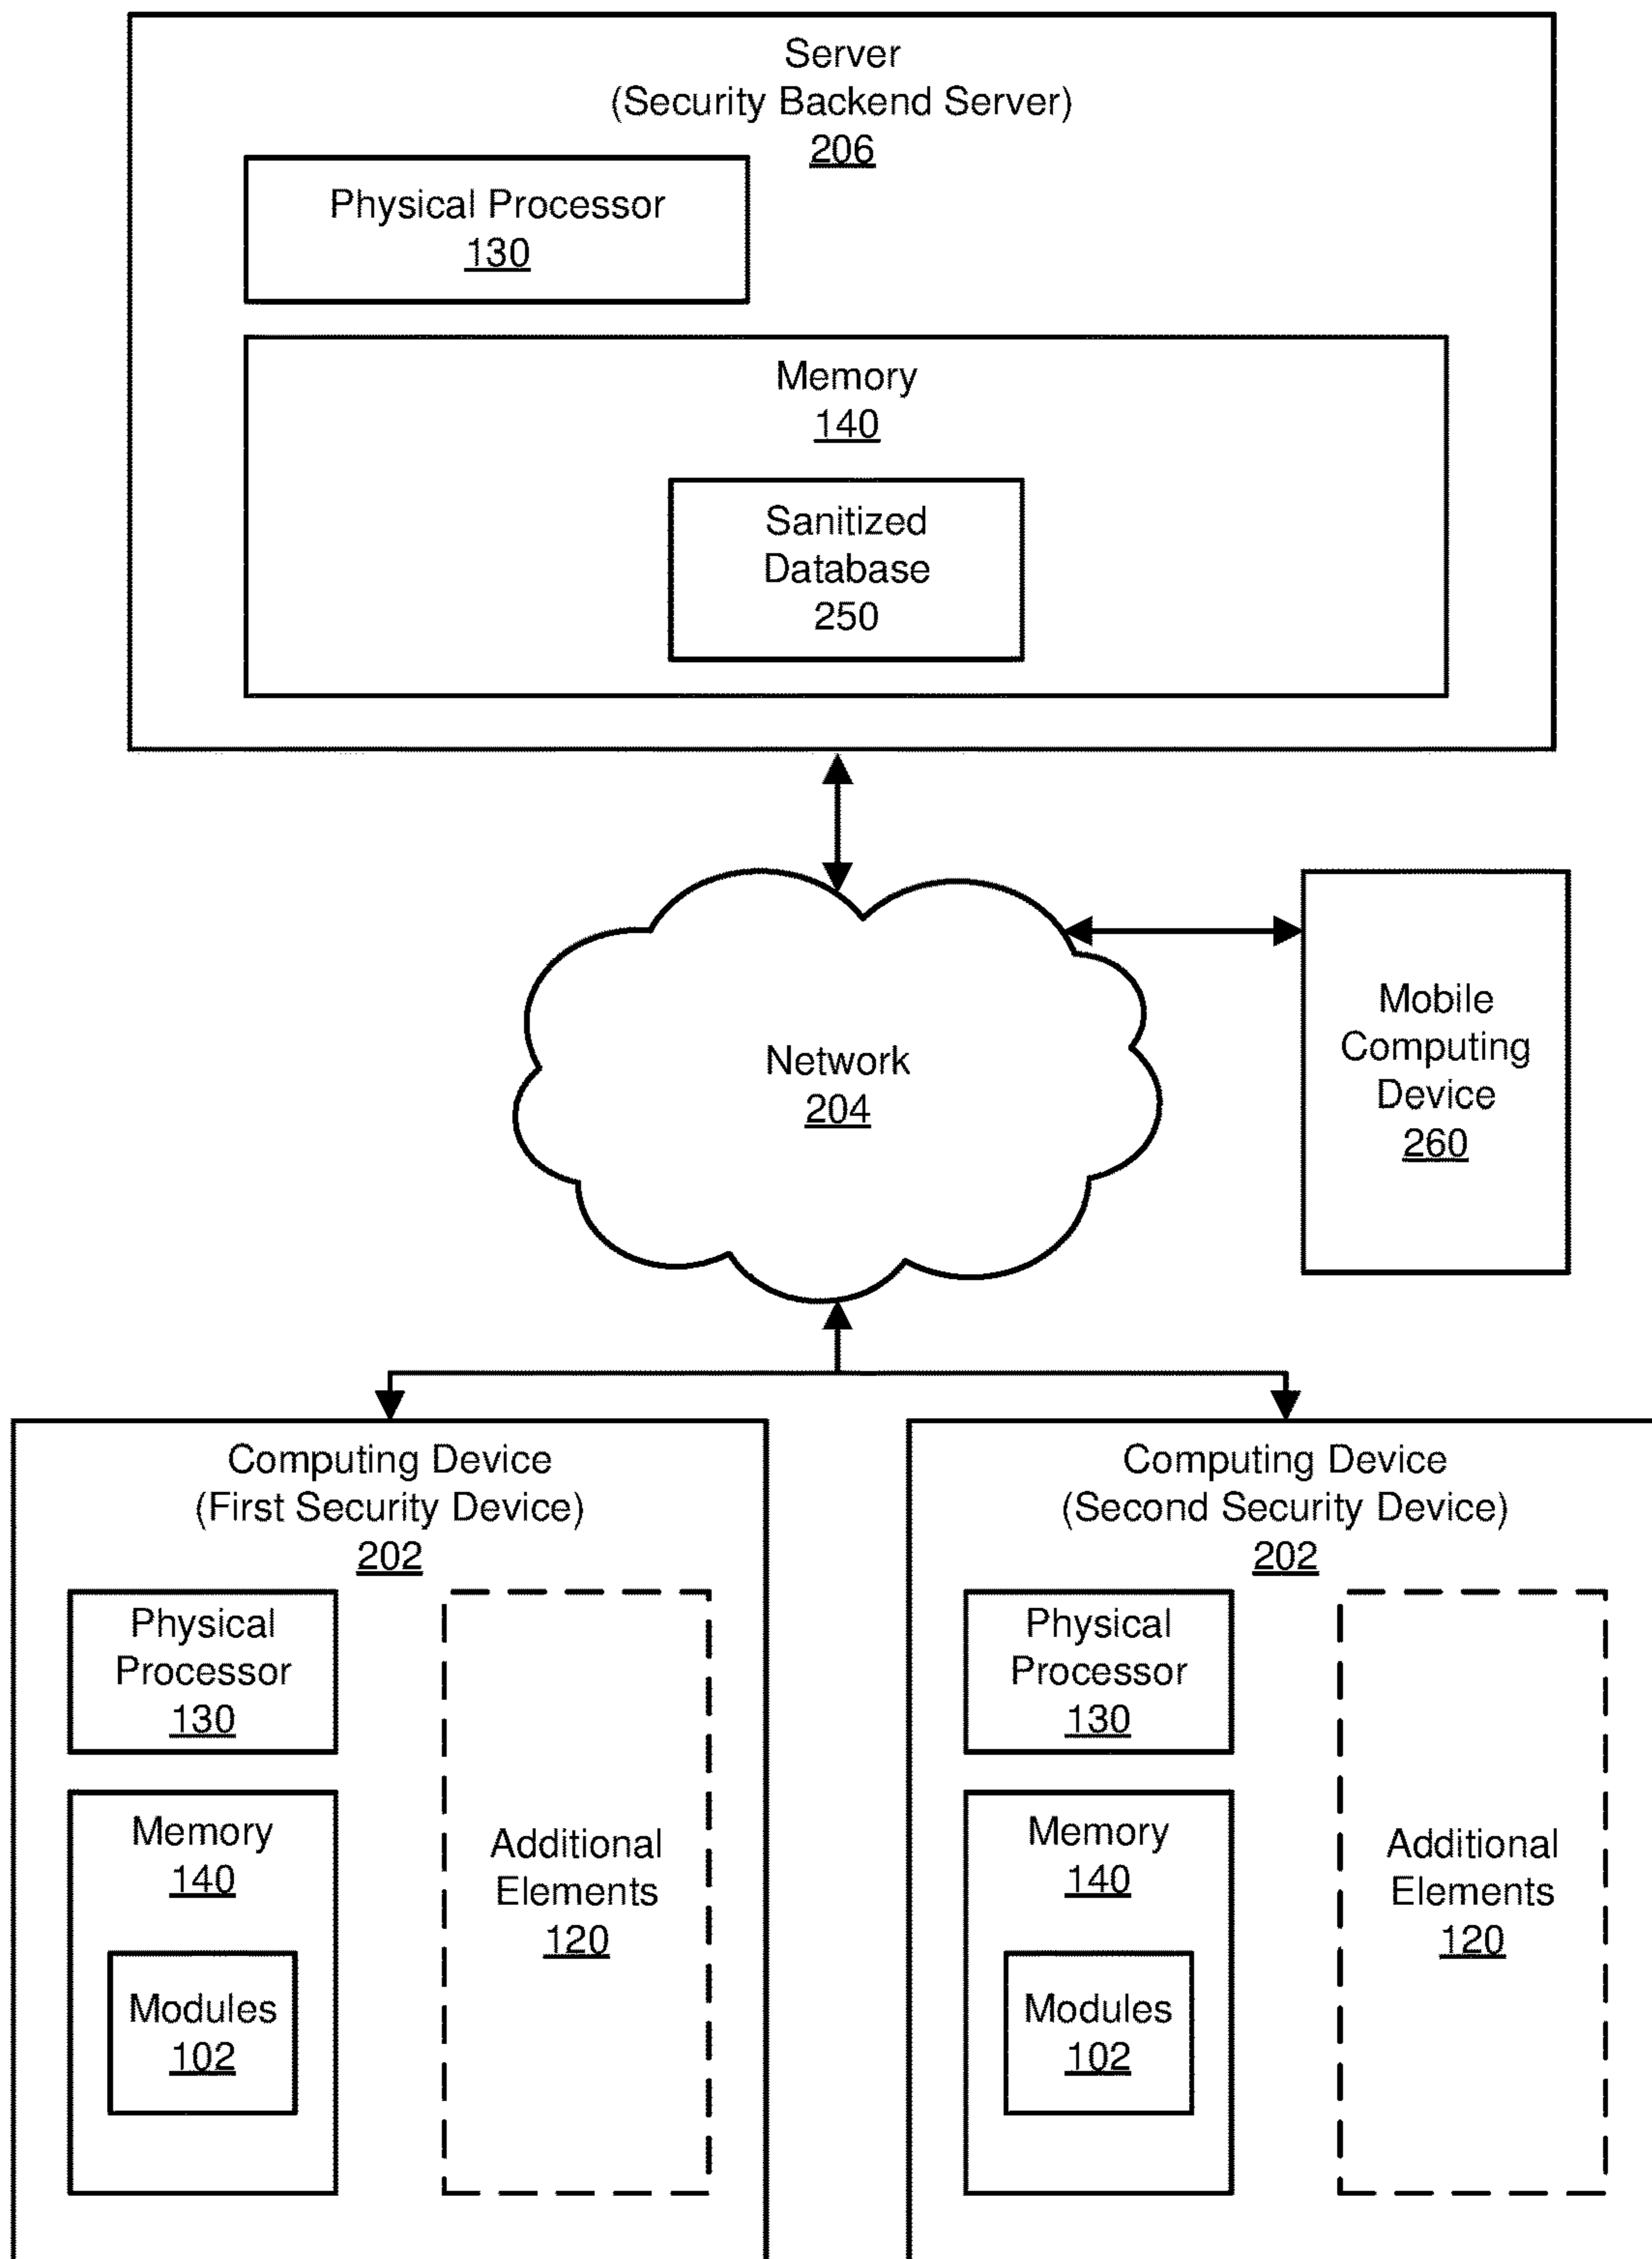 Server
(Security Backend Server)
206
Physical Processor
130
Memory
140
Sanitized
Database
250
Network
204
Mobile
Computing
Device
260
Computing Device
(First Security Device)
202
Physical
Processor
130
Memory
140
Modules
102
Additional
Elements
120
Computing Device
(Second Security Device)
202
Physical
Processor
130
Memory
140
Modules
102
Additional
Elements
120